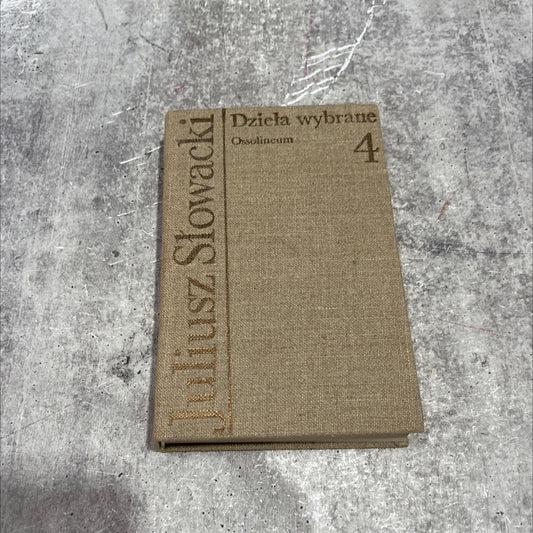 Juliusz Słowacki
Dzieła wybrane
Ossolineum
4